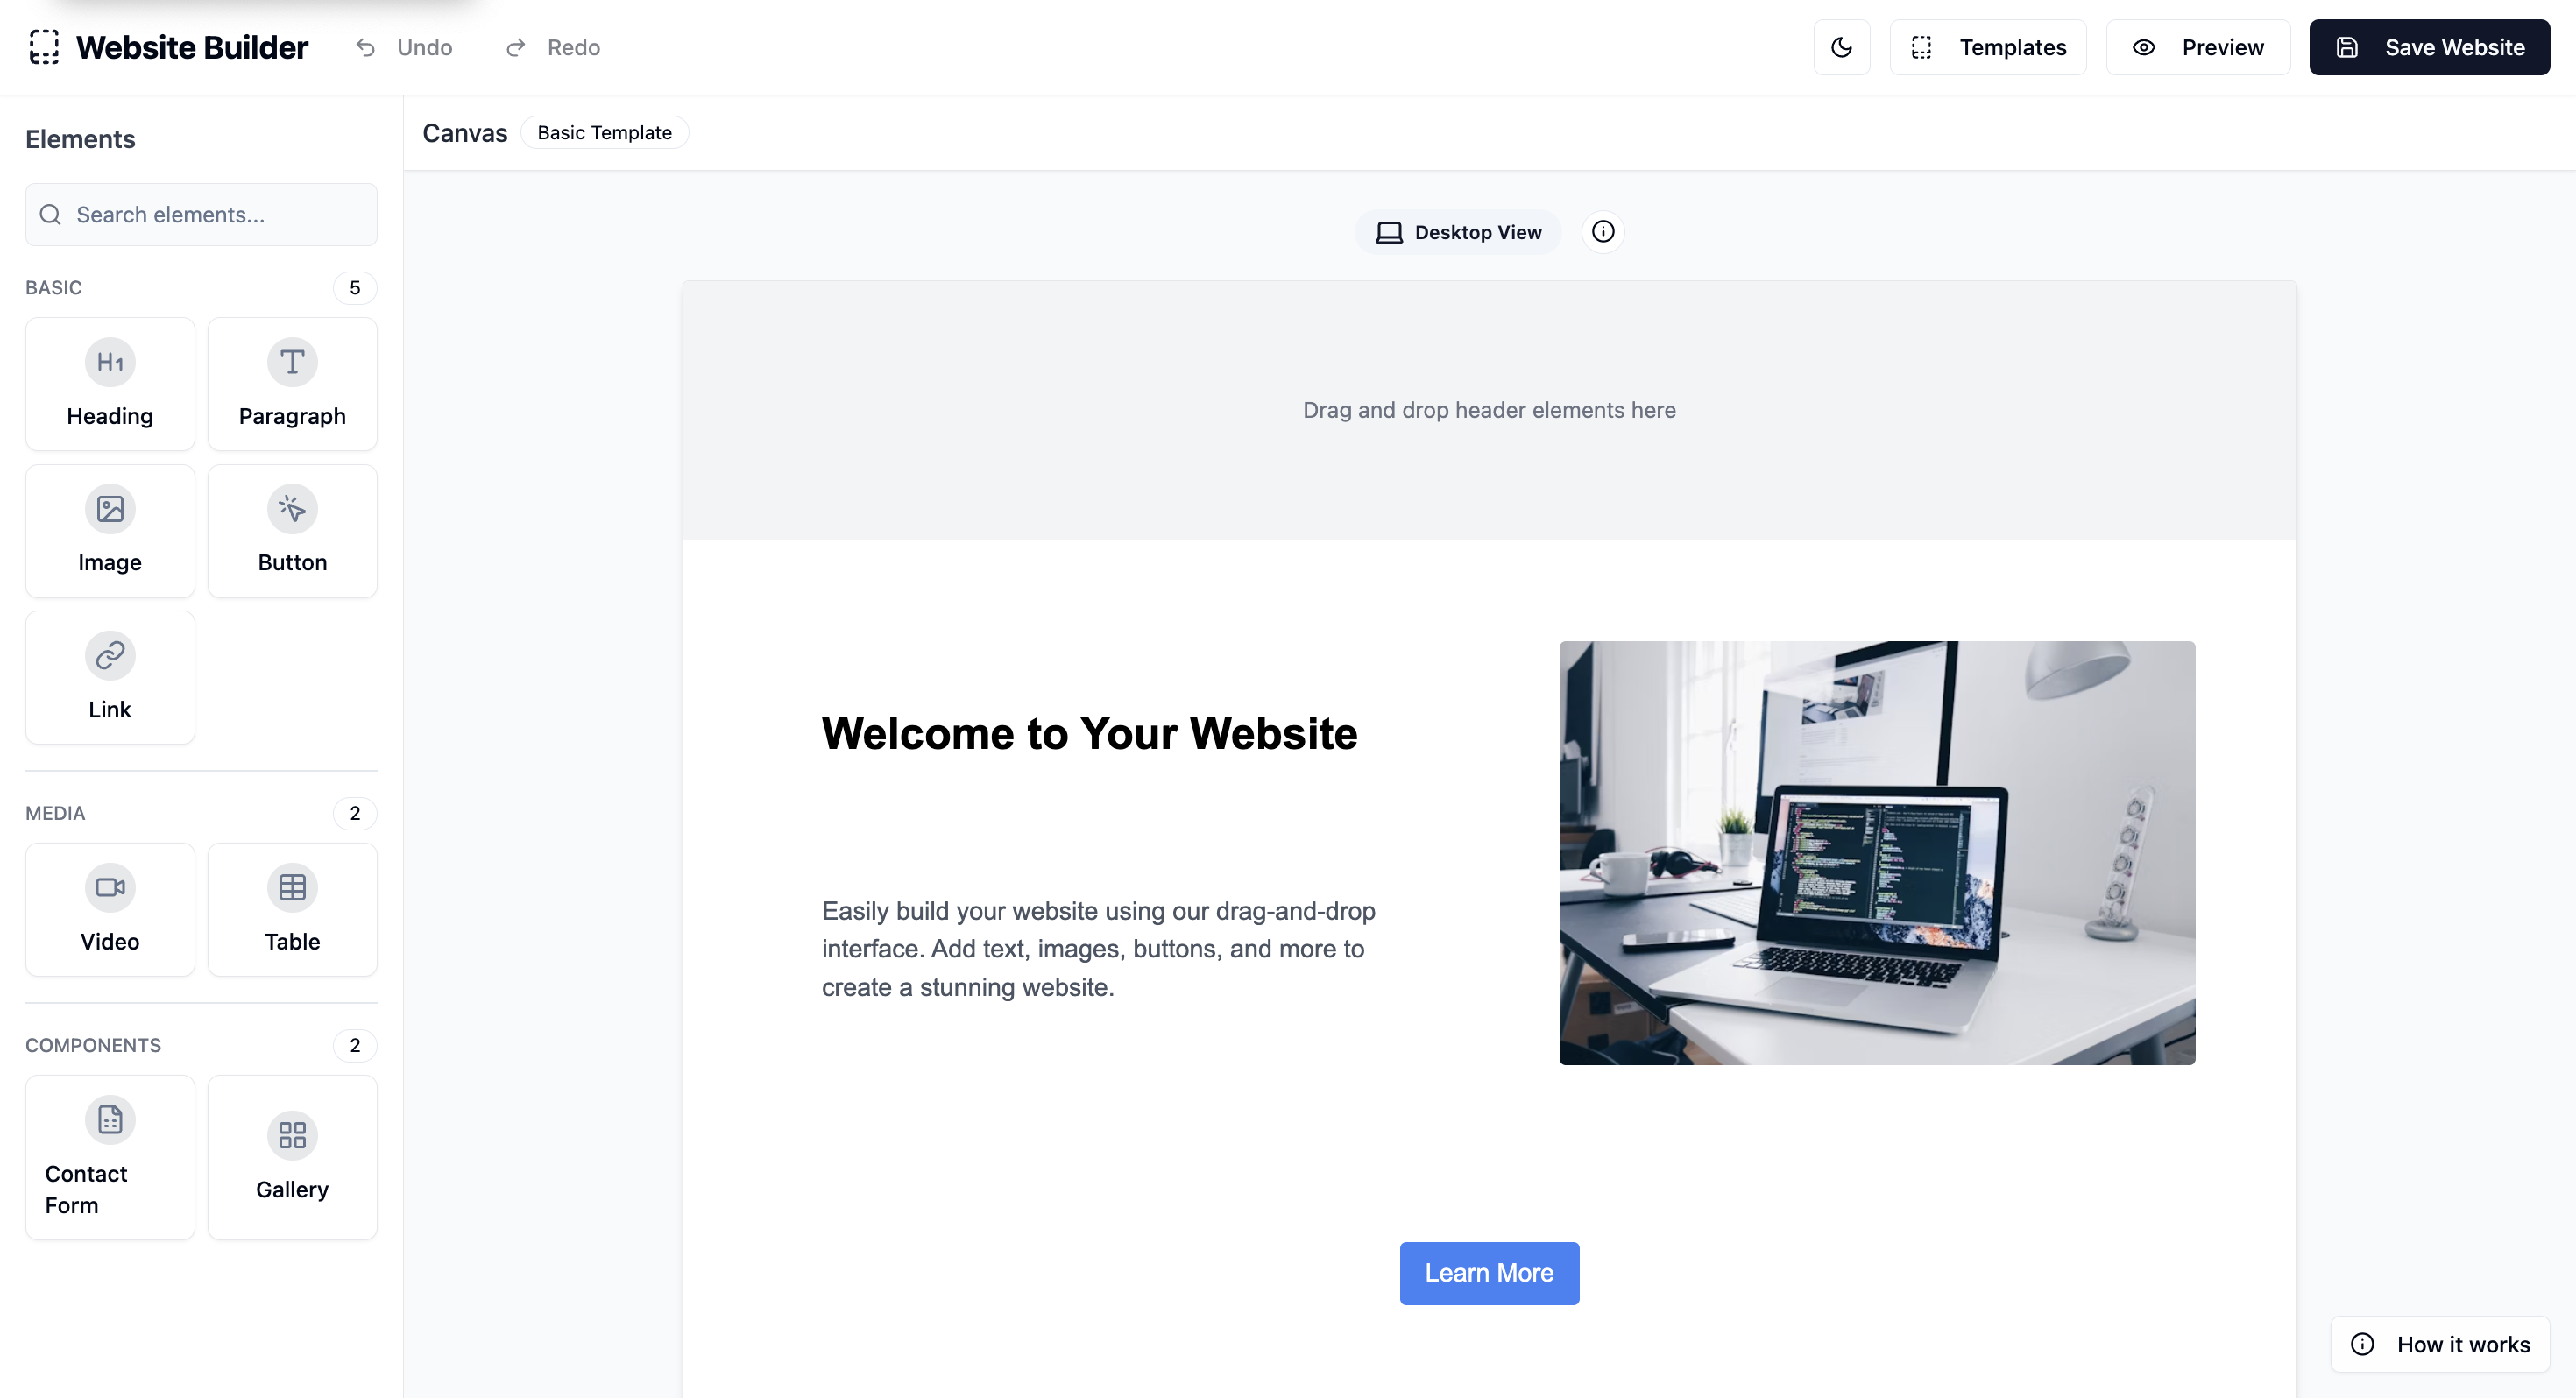 Website Builder
Undo
Redo
Templates
Preview
Save Website
Elements
Search elements...
BASIC
5
H1
Heading
T
Paragraph
Image
Button
Link
MEDIA
2
Video
Table
COMPONENTS
2
Contact
Form
Gallery
Canvas
Basic Template
Desktop View
Drag and drop header elements here
Welcome to Your Website
Easily build your website using our drag-and-drop
interface. Add text, images, buttons, and more to
create a stunning website.
Learn More
How it works